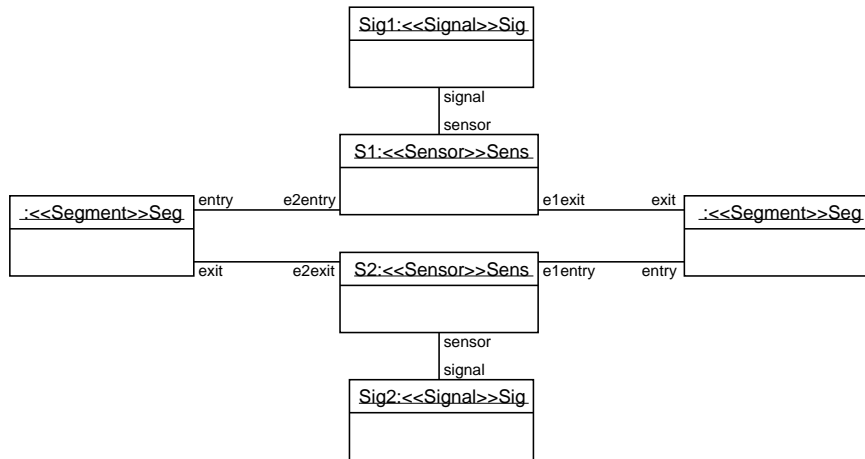 Sig1:<<Signal>>Sig
signal
sensor
S1:<<Sensor>>Sens
entry e2entry e1exit exit
:<<Segment>>Seg :<<Segment>>Seg
exit e2exit S2:<<Sensor>>Sens e1entry entry
sensor
signal
Sig2:<<Signal>>Sig